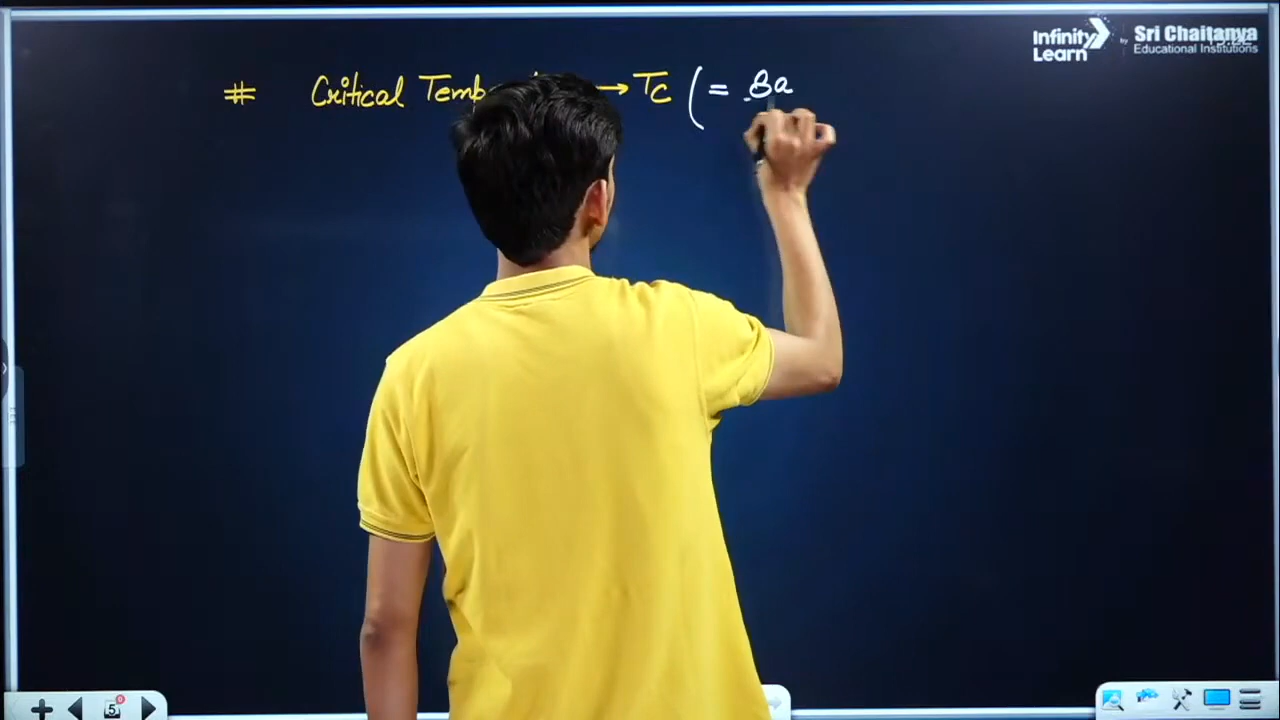 Infinity Learn by Sri Chaitanya Educational Institutions
# Critical Temp → Tc ( = 8a
5